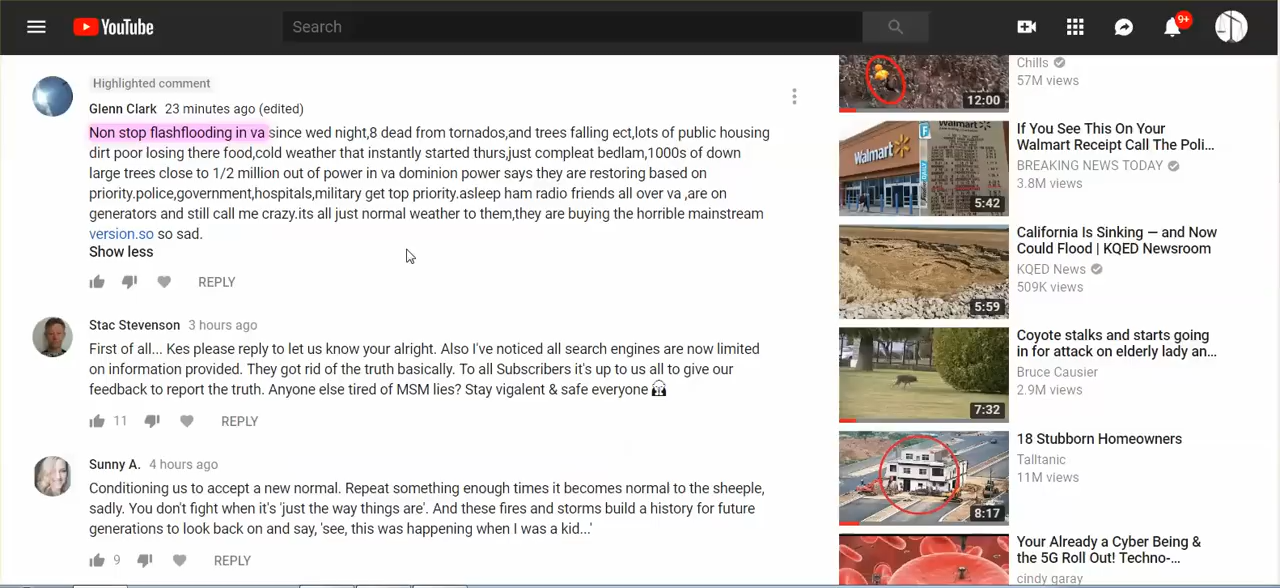 YouTube
Search
9+
Highlighted comment
Glenn Clark 23 minutes ago (edited)
Non stop flashflooding in va since wed night,8 dead from tornados,and trees falling ect,lots of public housing
dirt poor losing there food,cold weather that instantly started thurs,just compleat bedlam,1000s of down
large trees close to 1/2 million out of power in va dominion power says they are restoring based on
priority.police,government,hospitals,military get top priority.asleep ham radio friends all over va ,are on
generators and still call me crazy.its all just normal weather to them,they are buying the horrible mainstream
version.so so sad.
Show less
REPLY
Stac Stevenson 3 hours ago
First of all... Kes please reply to let us know your alright. Also I've noticed all search engines are now limited
on information provided. They got rid of the truth basically. To all Subscribers it's up to us all to give our
feedback to report the truth. Anyone else tired of MSM lies? Stay vigalent & safe everyone
11 REPLY
Sunny A. 4 hours ago
Conditioning us to accept a new normal. Repeat something enough times it becomes normal to the sheeple,
sadly. You don't fight when it's 'just the way things are'. And these fires and storms build a history for future
generations to look back on and say, 'see, this was happening when I was a kid...'
9 REPLY
Chills
57M views
12:00
If You See This On Your
Walmart Receipt Call The Poli...
BREAKING NEWS TODAY
3.8M views
Walmart
5:42
California Is Sinking — and Now
Could Flood | KQED Newsroom
KQED News
509K views
5:59
Coyote stalks and starts going
in for attack on elderly lady an...
Bruce Causier
2.9M views
7:32
18 Stubborn Homeowners
Talltanic
11M views
8:17
Your Already a Cyber Being &
the 5G Roll Out! Techno-...
cindy garay